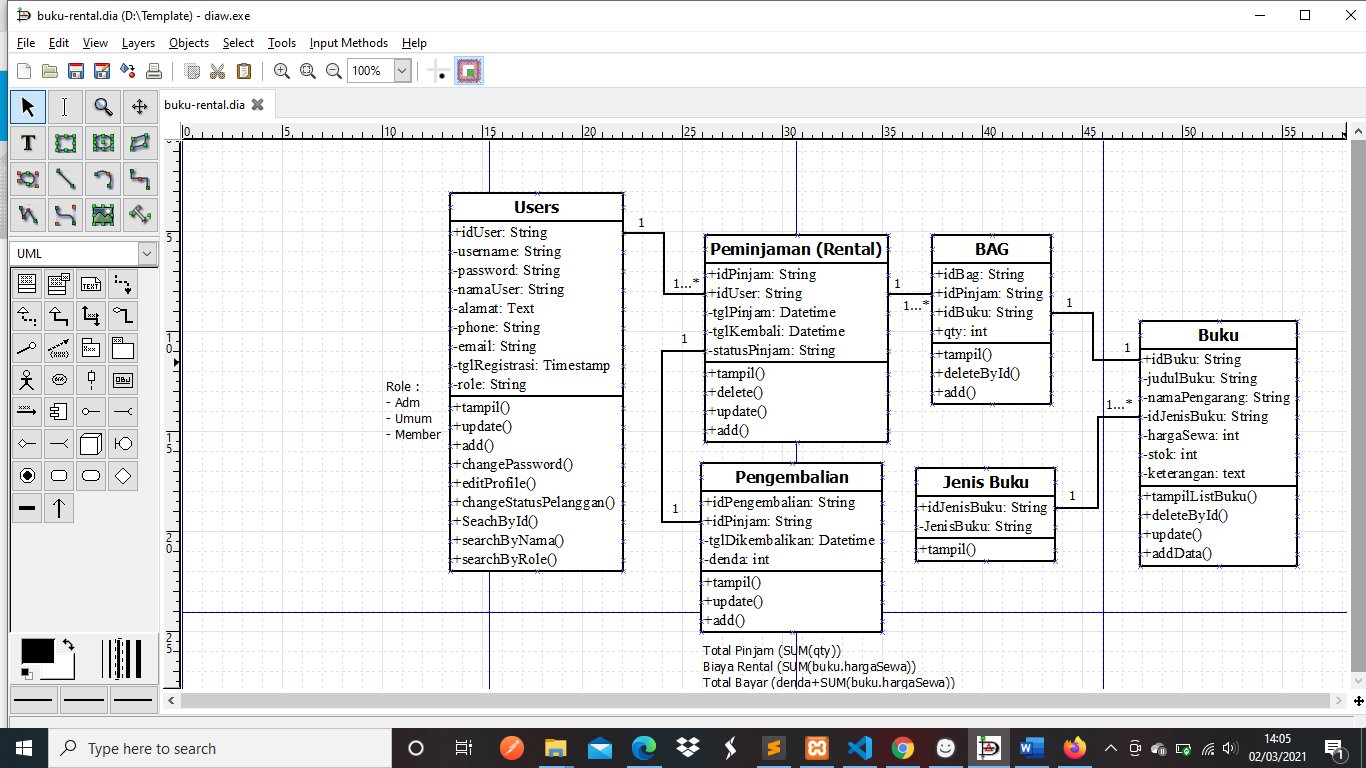 buku-rental.dia (D:\Template) - diaw.exe
File Edit View Layers Objects Select Tools Input Methods Help
100%
buku-rental.dia
0 5 10 15 20 25 30 35 40 45 50 55
5
10
15
20
25
T
UML
TEXT
OBJ
Role :
- Adm
- Umum
- Member
Users
+idUser: String
-username: String
-password: String
-namaUser: String
-alamat: Text
-phone: String
-email: String
-tglRegistrasi: Timestamp
-role: String
+tampil()
+update()
+add()
+changePassword()
+editProfile()
+changeStatusPelanggan()
+SeachById()
+searchByNama()
+searchByRole()
1
1...*
Peminjaman (Rental)
+idPinjam: String
+idUser: String
-tglPinjam: Datetime
-tglKembali: Datetime
-statusPinjam: String
+tampil()
+delete()
+update()
+add()
1
1
Pengembalian
+idPengembalian: String
+idPinjam: String
-tglDikembalikan: Datetime
-denda: int
+tampil()
+update()
+add()
Total Pinjam (SUM(qty))
Biaya Rental (SUM(buku.hargaSewa))
Total Bayar (denda+SUM(buku.hargaSewa))
1
1...*
BAG
+idBag: String
+idPinjam: String
+idBuku: String
+qty: int
+tampil()
+deleteById()
+add()
1
1
Jenis Buku
+idJenisBuku: String
-JenisBuku: String
+tampil()
1
1...*
Buku
+idBuku: String
-judulBuku: String
-namaPengarang: String
-idJenisBuku: String
-hargaSewa: int
-stok: int
-keterangan: text
+tampilListBuku()
+deleteById()
+update()
+addData()
Type here to search
14:05
02/03/2021
1